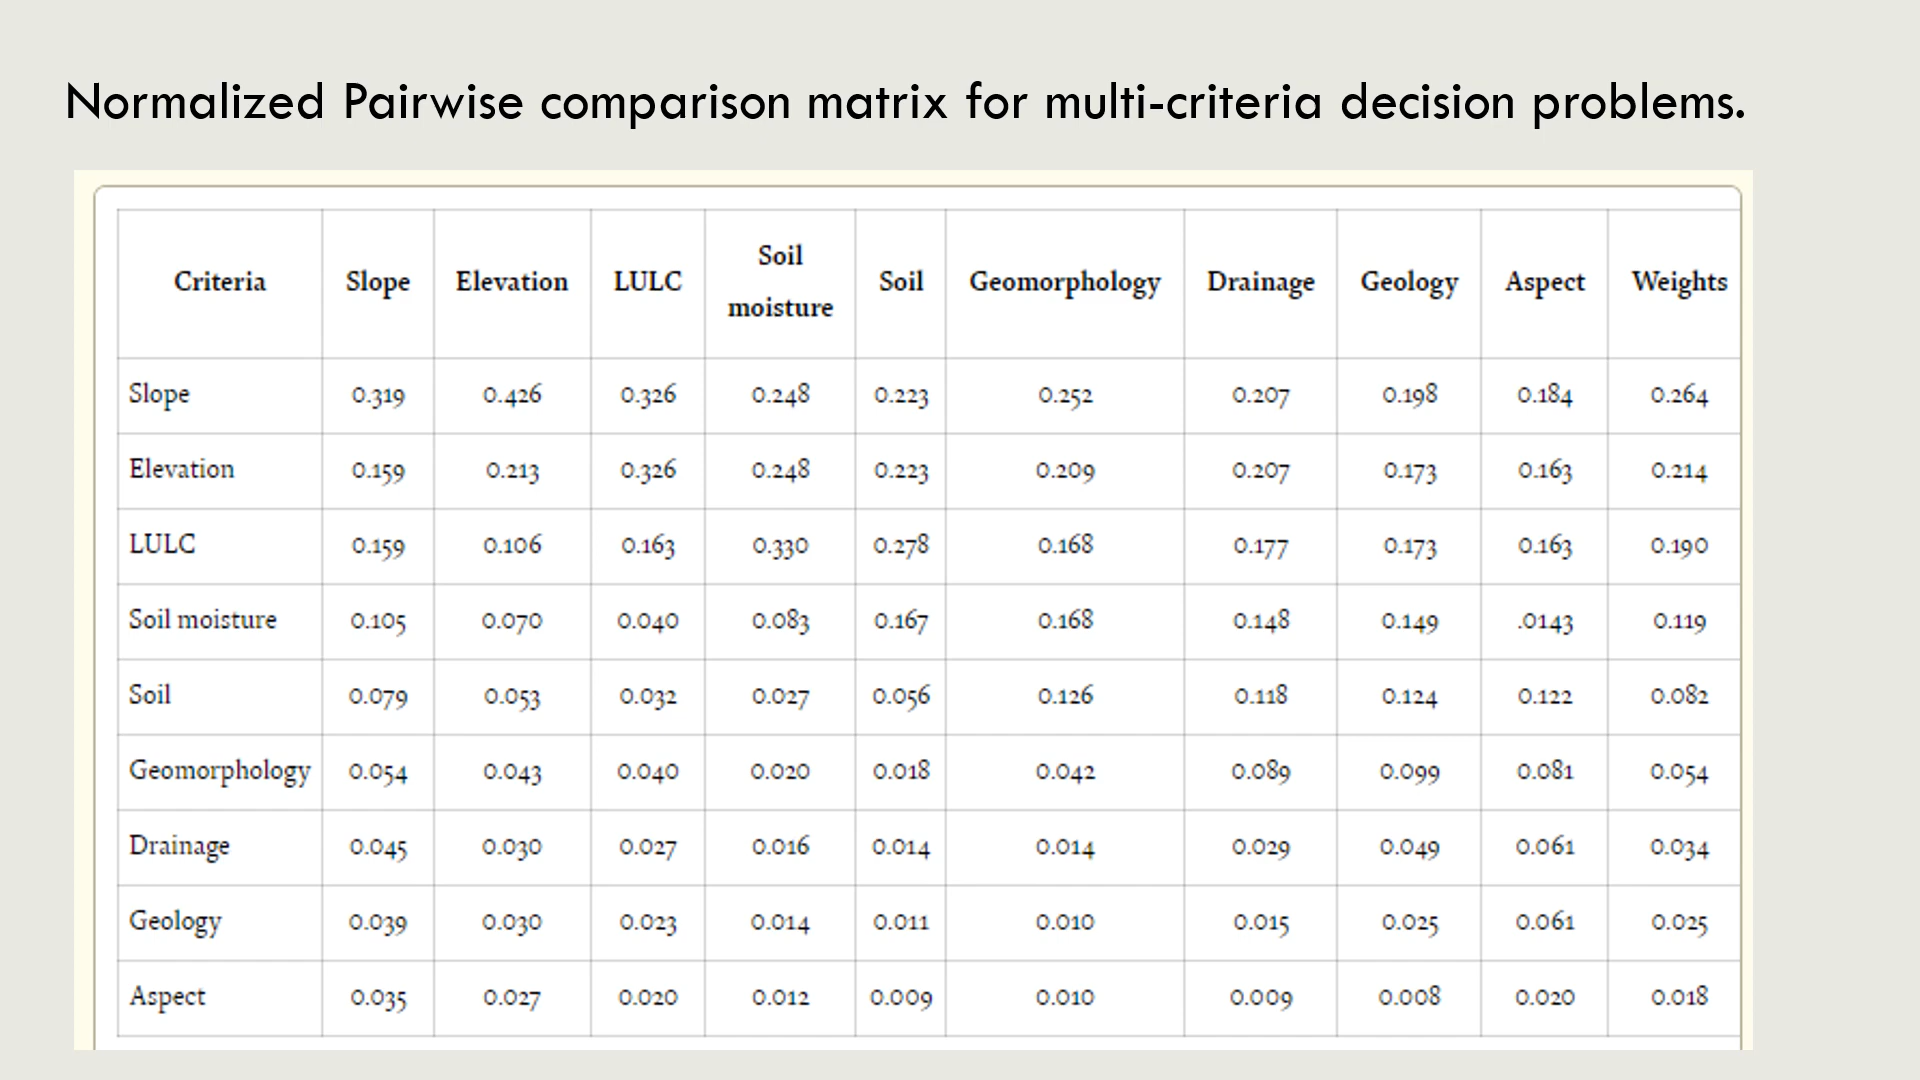 Normalized Pairwise comparison matrix for multi-criteria decision problems.
Criteria Slope Elevation LULC Soil moisture Soil Geomorphology Drainage Geology Aspect Weights
Slope 0.319 0.426 0.326 0.248 0.223 0.252 0.207 0.198 0.184 0.264
Elevation 0.159 0.213 0.326 0.248 0.223 0.209 0.207 0.173 0.163 0.214
LULC 0.159 0.106 0.163 0.330 0.278 0.168 0.177 0.173 0.163 0.190
Soil moisture 0.105 0.070 0.040 0.083 0.167 0.168 0.148 0.149 .0143 0.119
Soil 0.079 0.053 0.032 0.027 0.056 0.126 0.118 0.124 0.122 0.082
Geomorphology 0.054 0.043 0.040 0.020 0.018 0.042 0.089 0.099 0.081 0.054
Drainage 0.045 0.030 0.027 0.016 0.014 0.014 0.029 0.049 0.061 0.034
Geology 0.039 0.030 0.023 0.014 0.011 0.010 0.015 0.025 0.061 0.025
Aspect 0.035 0.027 0.020 0.012 0.009 0.010 0.009 0.008 0.020 0.018